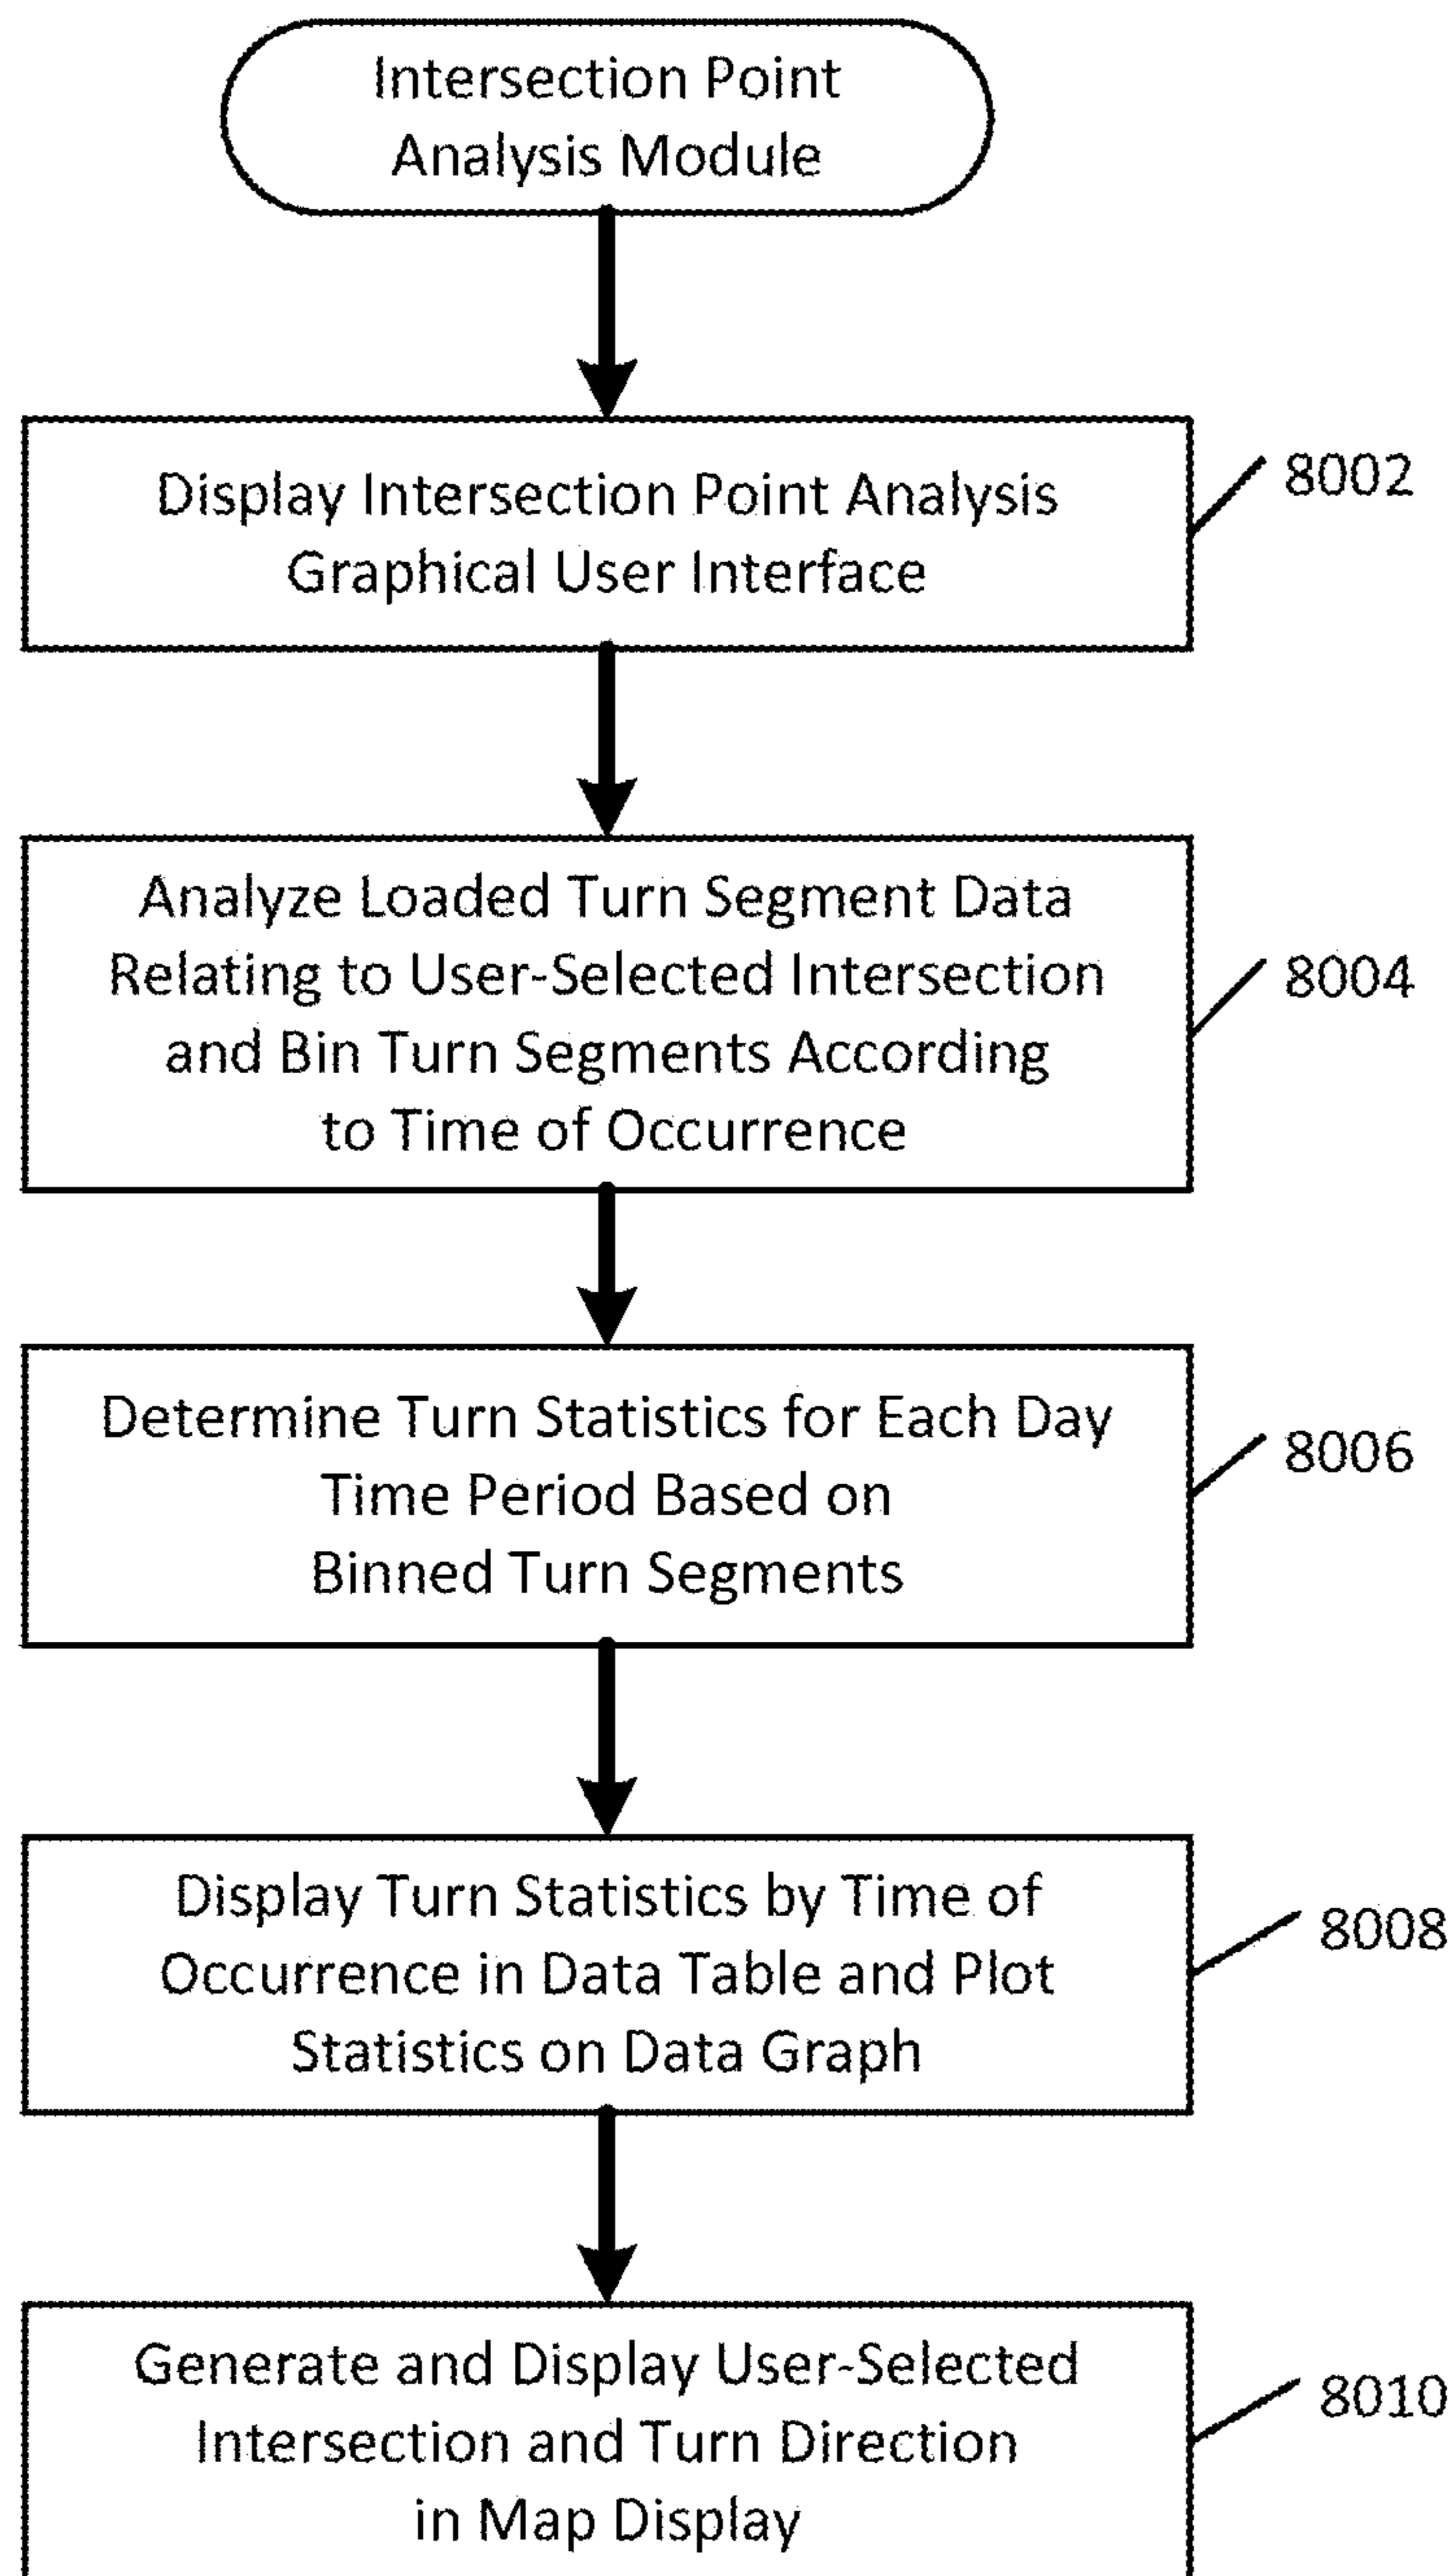 Intersection Point
Analysis Module
Display Intersection Point Analysis
Graphical User Interface
8002
Analyze Loaded Turn Segment Data
Relating to User-Selected Intersection
and Bin Turn Segments According
to Time of Occurrence
8004
Determine Turn Statistics for Each Day
Time Period Based on
Binned Turn Segments
8006
Display Turn Statistics by Time of
Occurrence in Data Table and Plot
Statistics on Data Graph
8008
Generate and Display User-Selected
Intersection and Turn Direction
in Map Display
8010